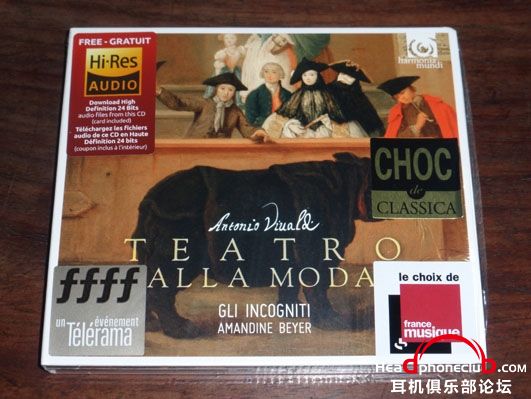 FREE - GRATUIT
Hi-Res
AUDIO
Download High
Definition 24 Bits
audio files from this CD
(card included)
Téléchargez les fichiers
audio de ce CD en Haute
Définition 24 bits
(coupon inclus à l'intérieur)
harmonia
mundi
CHOC
de
CLASSICA
Antonio Vivaldi
TEATRO
ALLA MODA
GLI INCOGNITI
AMANDINE BEYER
ffff
un événement
Télérama
le choix de
france
musique
Headphoneclub.com
耳机俱乐部论坛